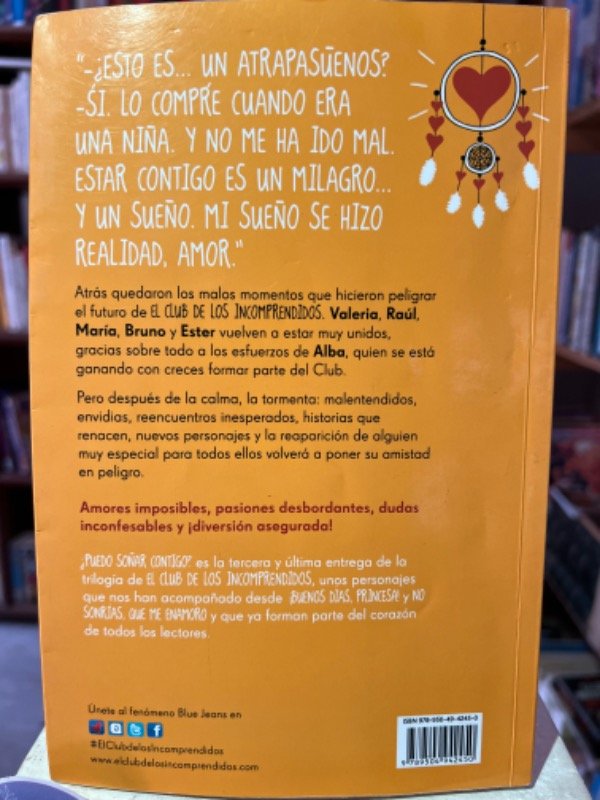 "-¿ESTO ES... UN ATRAPASUEÑOS?
-SÍ. LO COMPRÉ CUANDO ERA
UNA NIÑA. Y NO ME HA IDO MAL.
ESTAR CONTIGO ES UN MILAGRO...
Y UN SUEÑO. MI SUEÑO SE HIZO
REALIDAD, AMOR."
Atrás quedaron los malos momentos que hicieron peligrar
el futuro de EL CLUB DE LOS INCOMPRENDIDOS. Valeria, Raúl,
María, Bruno y Ester vuelven a estar muy unidos,
gracias sobre todo a los esfuerzos de Alba, quien se está
ganando con creces formar parte del Club.
Pero después de la calma, la tormenta: malentendidos,
envidias, reencuentros inesperados, historias que
renacen, nuevos personajes y la reaparición de alguien
muy especial para todos ellos volverá a poner su amistad
en peligro.
Amores imposibles, pasiones desbordantes, dudas
inconfesables y ¡diversión asegurada!
¿PUEDO SOÑAR CONTIGO? es la tercera y última entrega de la
trilogía de EL CLUB DE LOS INCOMPRENDIDOS, unos personajes
que nos han acompañado desde ¡BUENOS DÍAS, PRINCESA! y NO
SONRÍAS, QUE ME ENAMORO y que ya forman parte del corazón
de todos los lectores.
Únete al fenómeno Blue Jeans en
#ElClubdelosIncomprendidos
www.elclubdelosincomprendidos.com
ISBN 978-950-49-4245-0
9789504942450